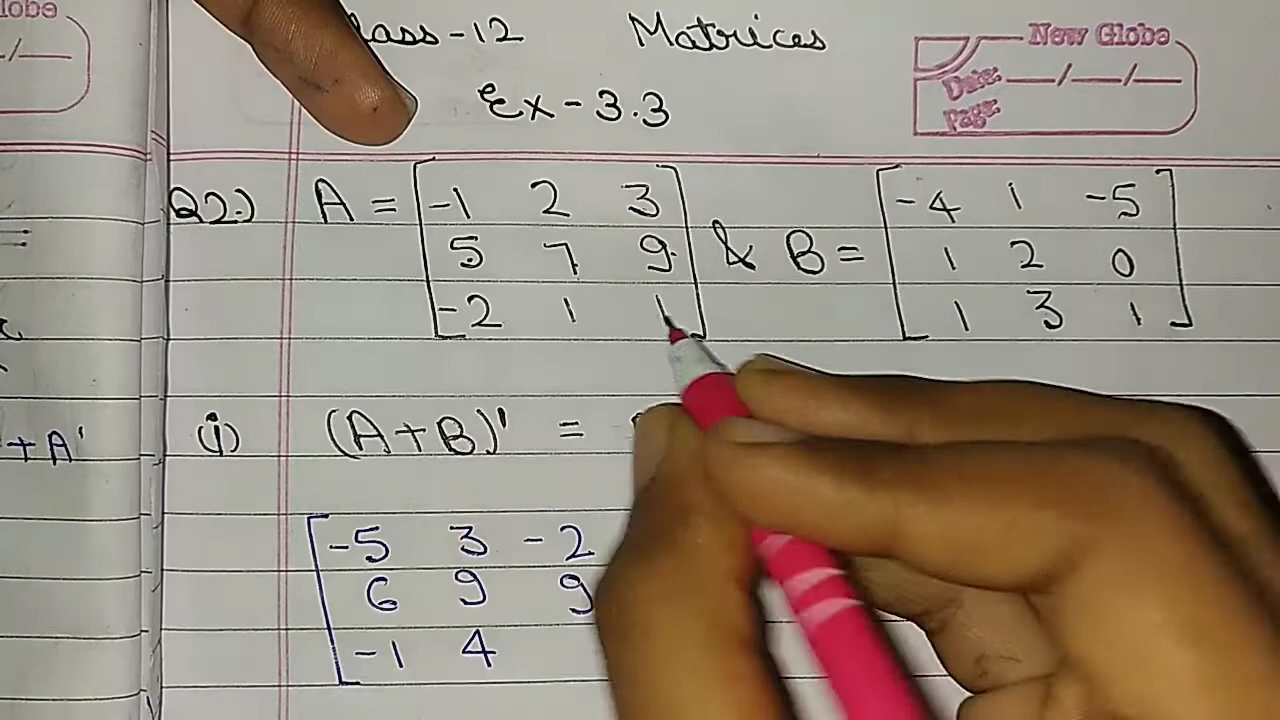 lobe
Class-12 Matrices
New Globe
Date:
Page:
Ex-3.3
Q2.) A = [ -1 2 3 & B = [ -4 1 -5 ]
5 7 9 1 2 0
-2 1 1 ] 1 3 1 ]
+A'
(i) (A+B)' =
-5 3 -2
6 9 9
-1 4